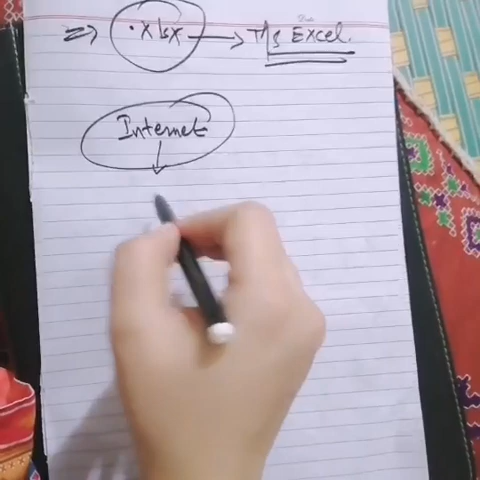 => .xlsx → Ms Excel.
Internet